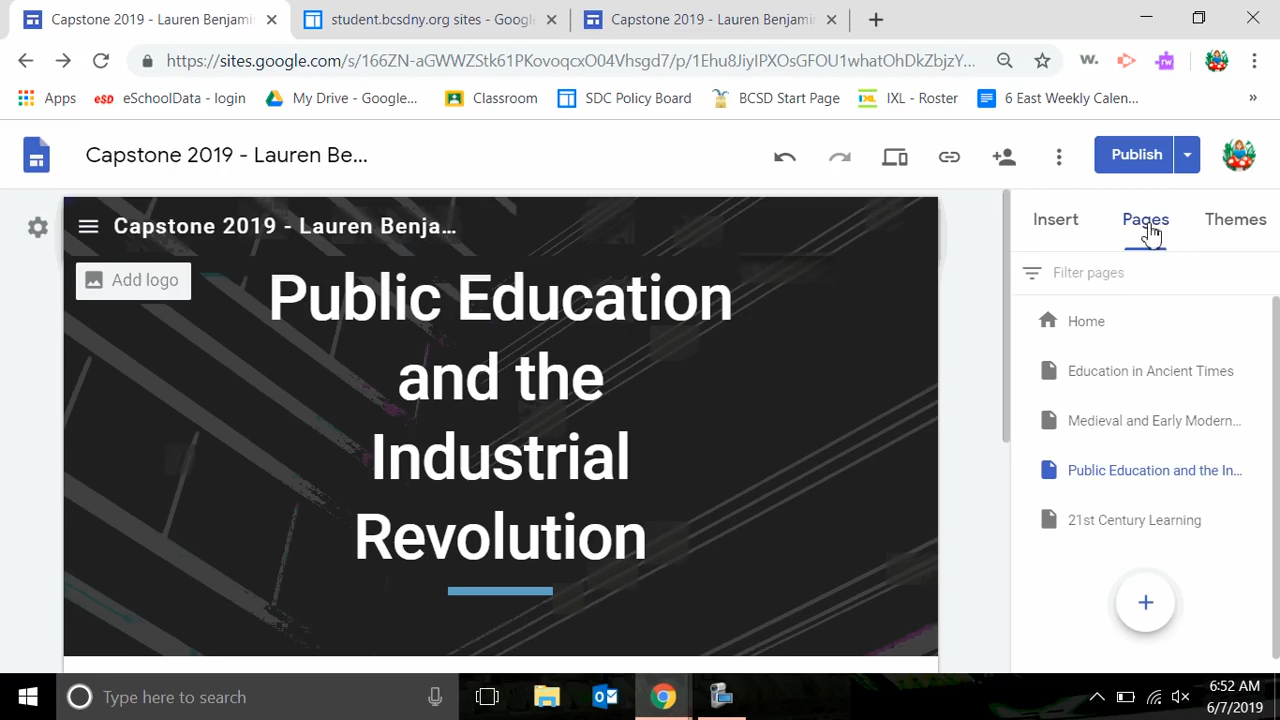 Capstone 2019 - Lauren Benjami
student.bcsdny.org sites - Google
Capstone 2019 - Lauren Benjami
https://sites.google.com/s/166ZN-aGWWZStk61PKovoqcxO04Vhsgd7/p/1Ehu8JiyIPXOsGFOU1whatOhDkZbjzY...
w.
rw
Apps
esd eSchoolData - login
My Drive - Google...
Classroom
SDC Policy Board
BCSD Start Page
IXL IXL - Roster
6 East Weekly Calen...
»
Capstone 2019 - Lauren Be...
Publish
Capstone 2019 - Lauren Benja...
Add logo
Public Education
and the
Industrial
Revolution
Insert
Pages
Themes
Filter pages
Home
Education in Ancient Times
Medieval and Early Modern...
Public Education and the In...
21st Century Learning
Type here to search
6:52 AM
6/7/2019